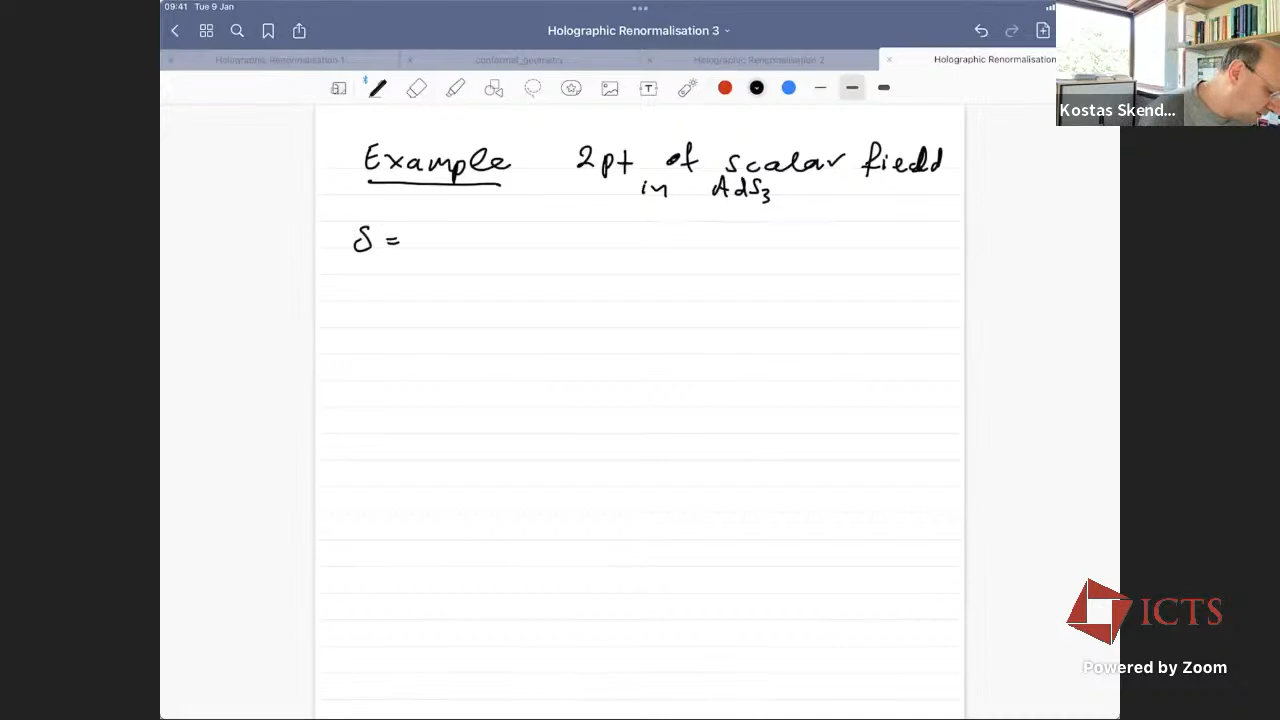 09:41 Tue 9 Jan
Holographic Renormalisation 3
Holographic Renormalisation 1
conformal_geometry
Holographic Renormalisation 2
Holographic Renormalisation
Kostas Skend...
Example 2pt of scalar field
in AdS3
S =
ICTS
Powered by Zoom